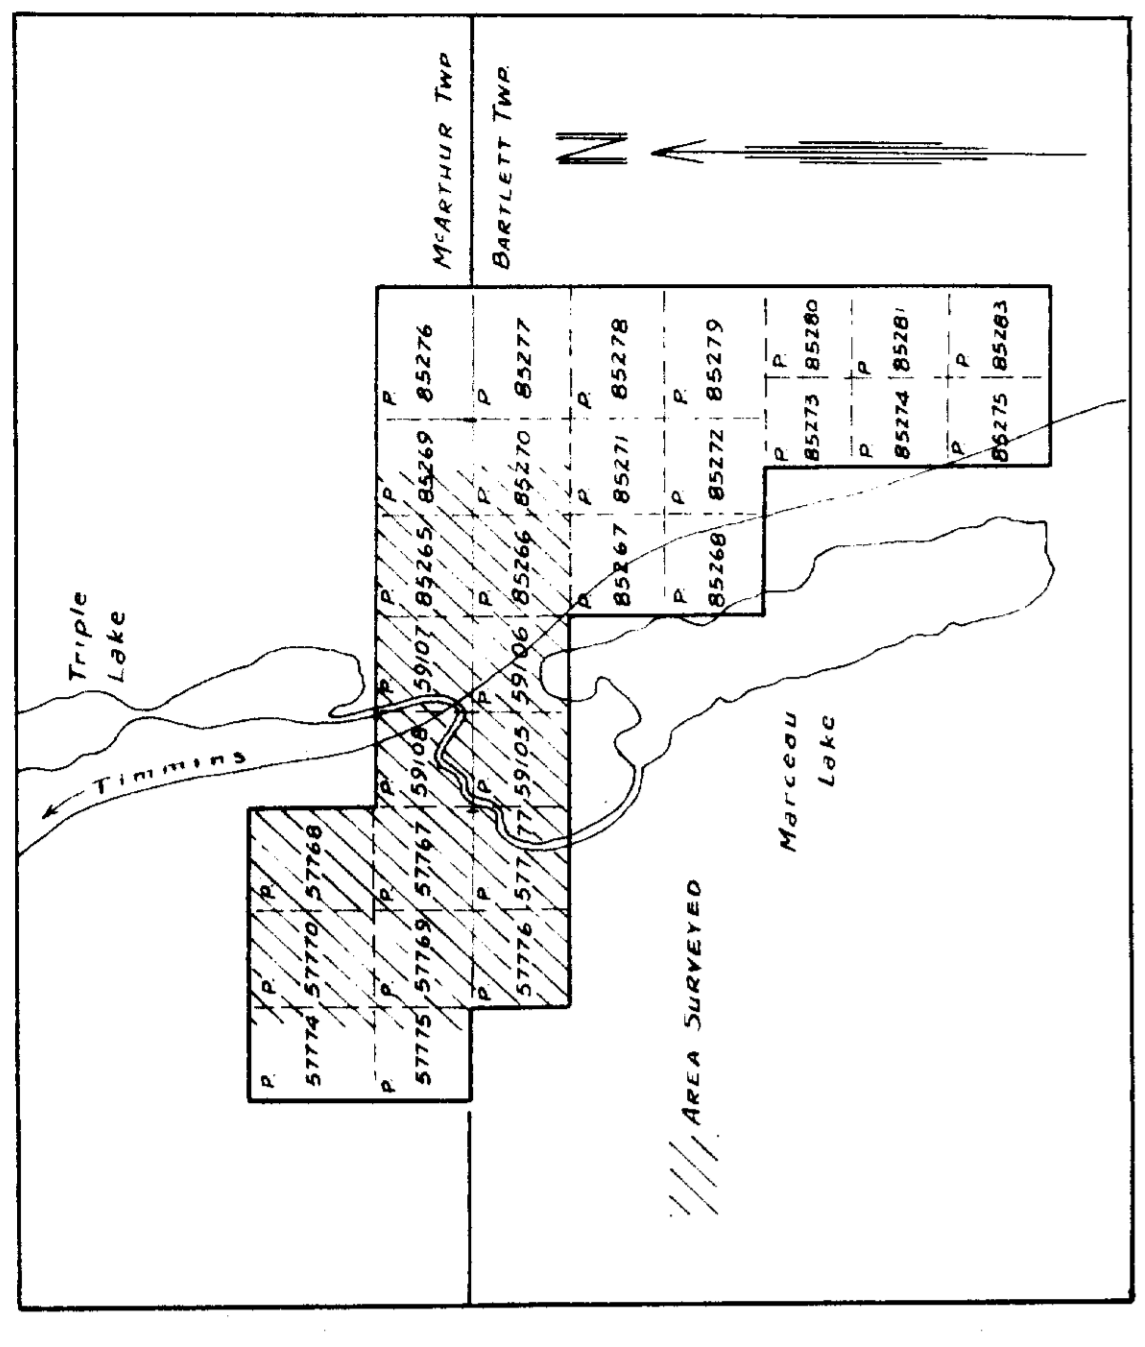 Triple
Lake
Timmins
P. P. P.
57774 57770 57768
McARTHUR TWP
P. P. P. P. P. P. P. P.
57775 57769 57767 59108 59107 85265 85269 85276
BARTLETT TWP.
P. P. P. P. P. P. P.
57776 57777 59105 59106 85266 85270 85277
N
P. P. P.
85267 85271 85278
P. P. P.
85268 85272 85279
AREA SURVEYED
Marceau
Lake
P. P.
85273 85280
P. P.
85274 85281
P. P.
85275 85283